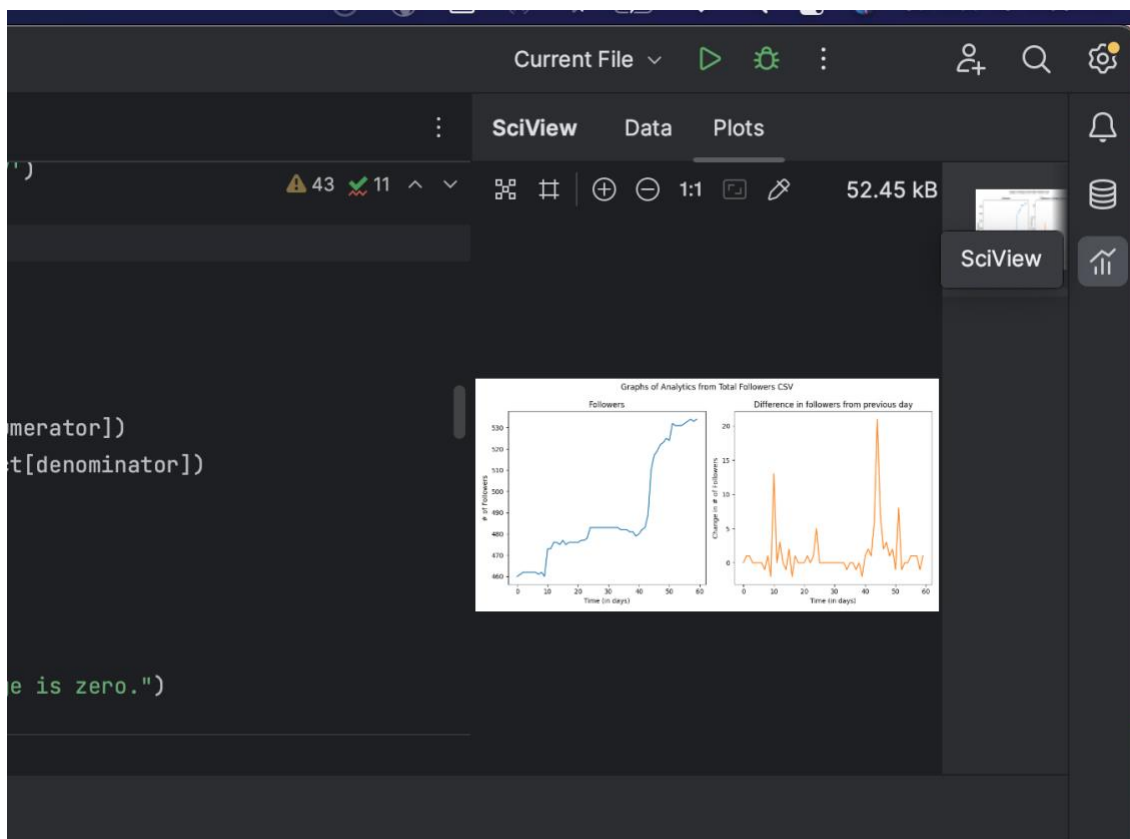 Current File
SciView Data Plots
')
43 11
1:1 52.45 kB
SciView
umerator])
ct[denominator])
e is zero.")
Graphs of Analytics from Total Followers CSV
Followers
# of Followers
530
520
510
500
490
480
470
460
0 10 20 30 40 50 60
Time (in days)
Difference in followers from previous day
Change in # of Followers
20
15
10
5
0
0 10 20 30 40 50 60
Time (in days)